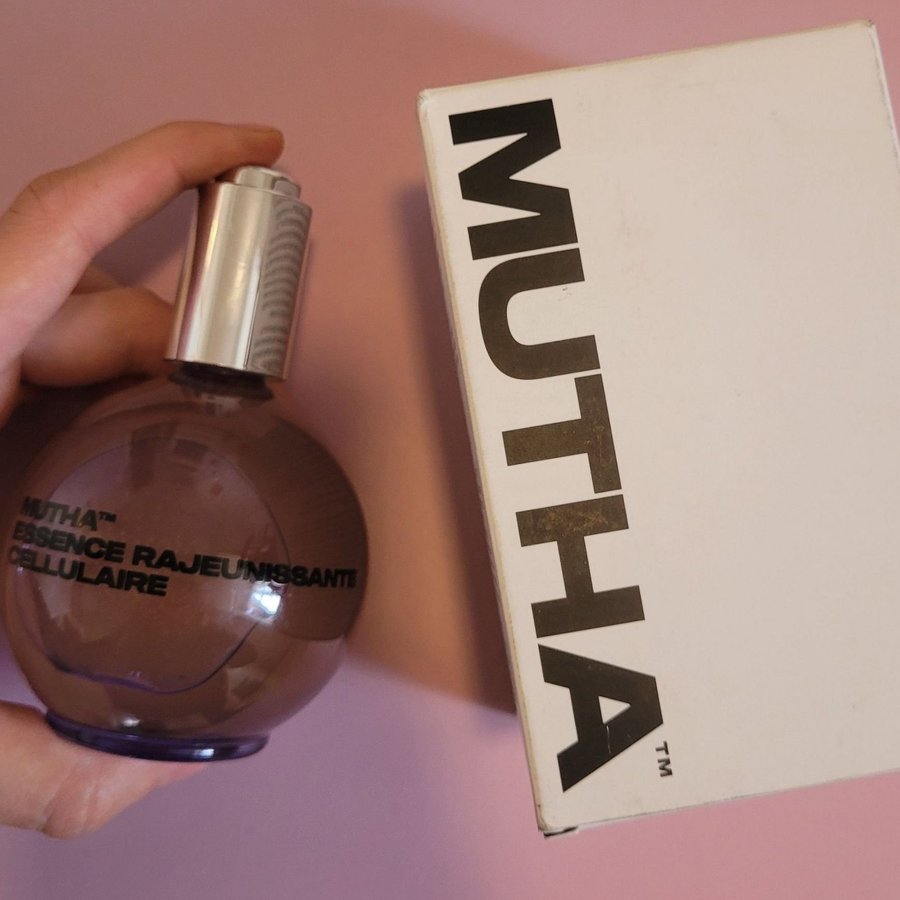 MUTHA™
ESSENCE RAJEUNISSANTE
CELLULAIRE
MUTHA™